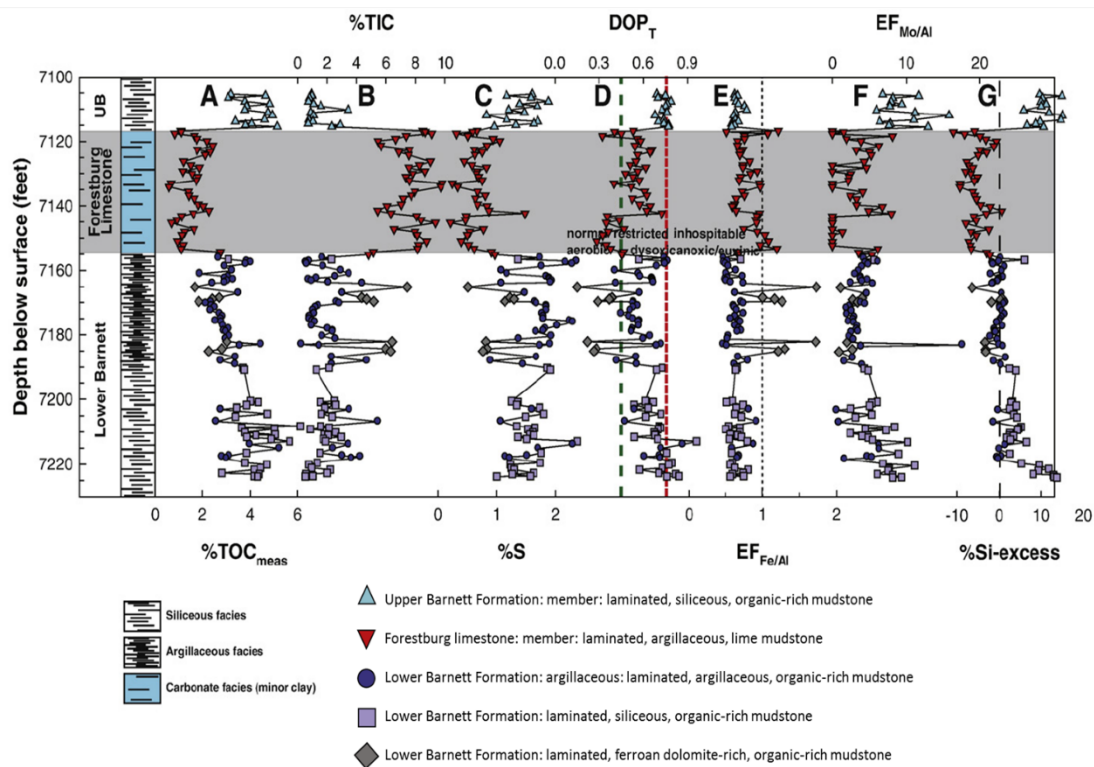 %TIC DOP_T EF_Mo/Al
0 2 4 6 8 10 0.0 0.3 0.6 0.9 0 10 20
7100
7120
7140
7160
7180
7200
7220
Depth below surface (feet)
UB
Forestburg
Limestone
Lower Barnett
A B C D E F G
normal restricted inhospitable
aerobic dysoxic anoxic/euxinic
0 2 4 6 0 1 2 0 1 2 -10 0 10 20
%TOC_meas %S EF_Fe/Al %Si-excess
Siliceous facies
Argillaceous facies
Carbonate facies (minor clay)
Upper Barnett Formation: member: laminated, siliceous, organic-rich mudstone
Forestburg limestone: member: laminated, argillaceous, lime mudstone
Lower Barnett Formation: argillaceous: laminated, argillaceous, organic-rich mudstone
Lower Barnett Formation: laminated, siliceous, organic-rich mudstone
Lower Barnett Formation: laminated, ferroan dolomite-rich, organic-rich mudstone